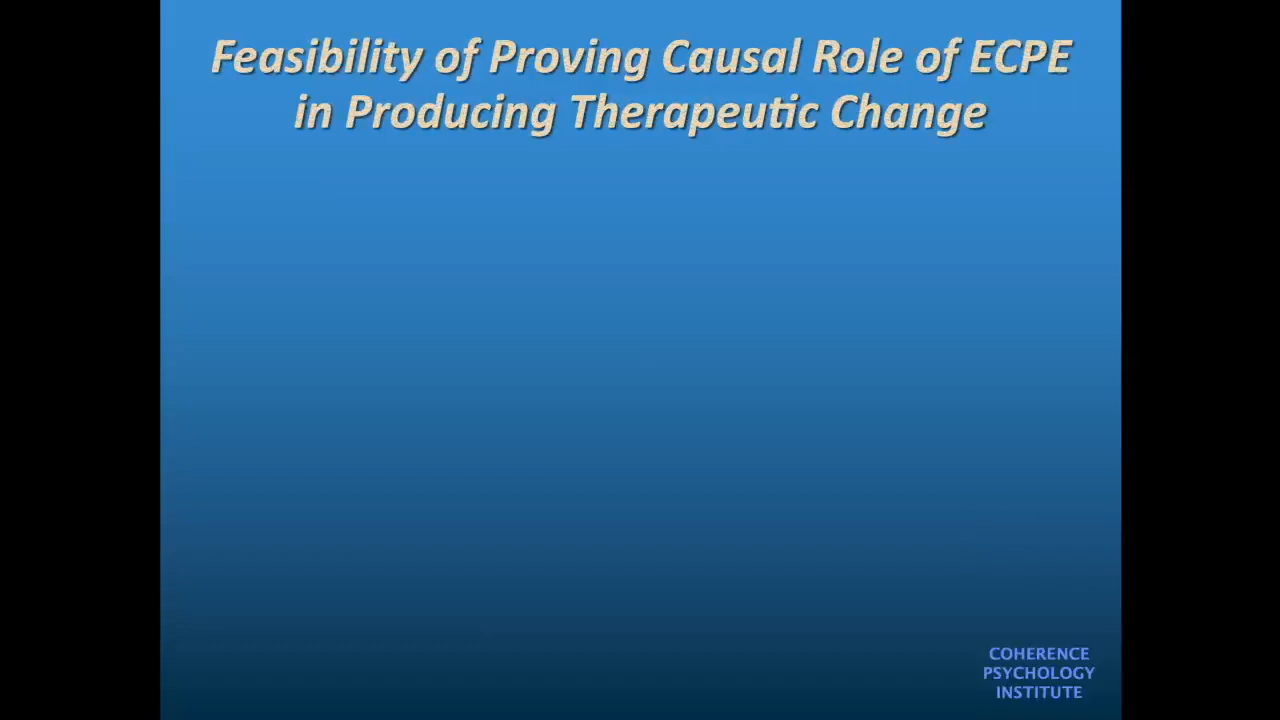 Feasibility of Proving Causal Role of ECPE
in Producing Therapeutic Change
COHERENCE
PSYCHOLOGY
INSTITUTE